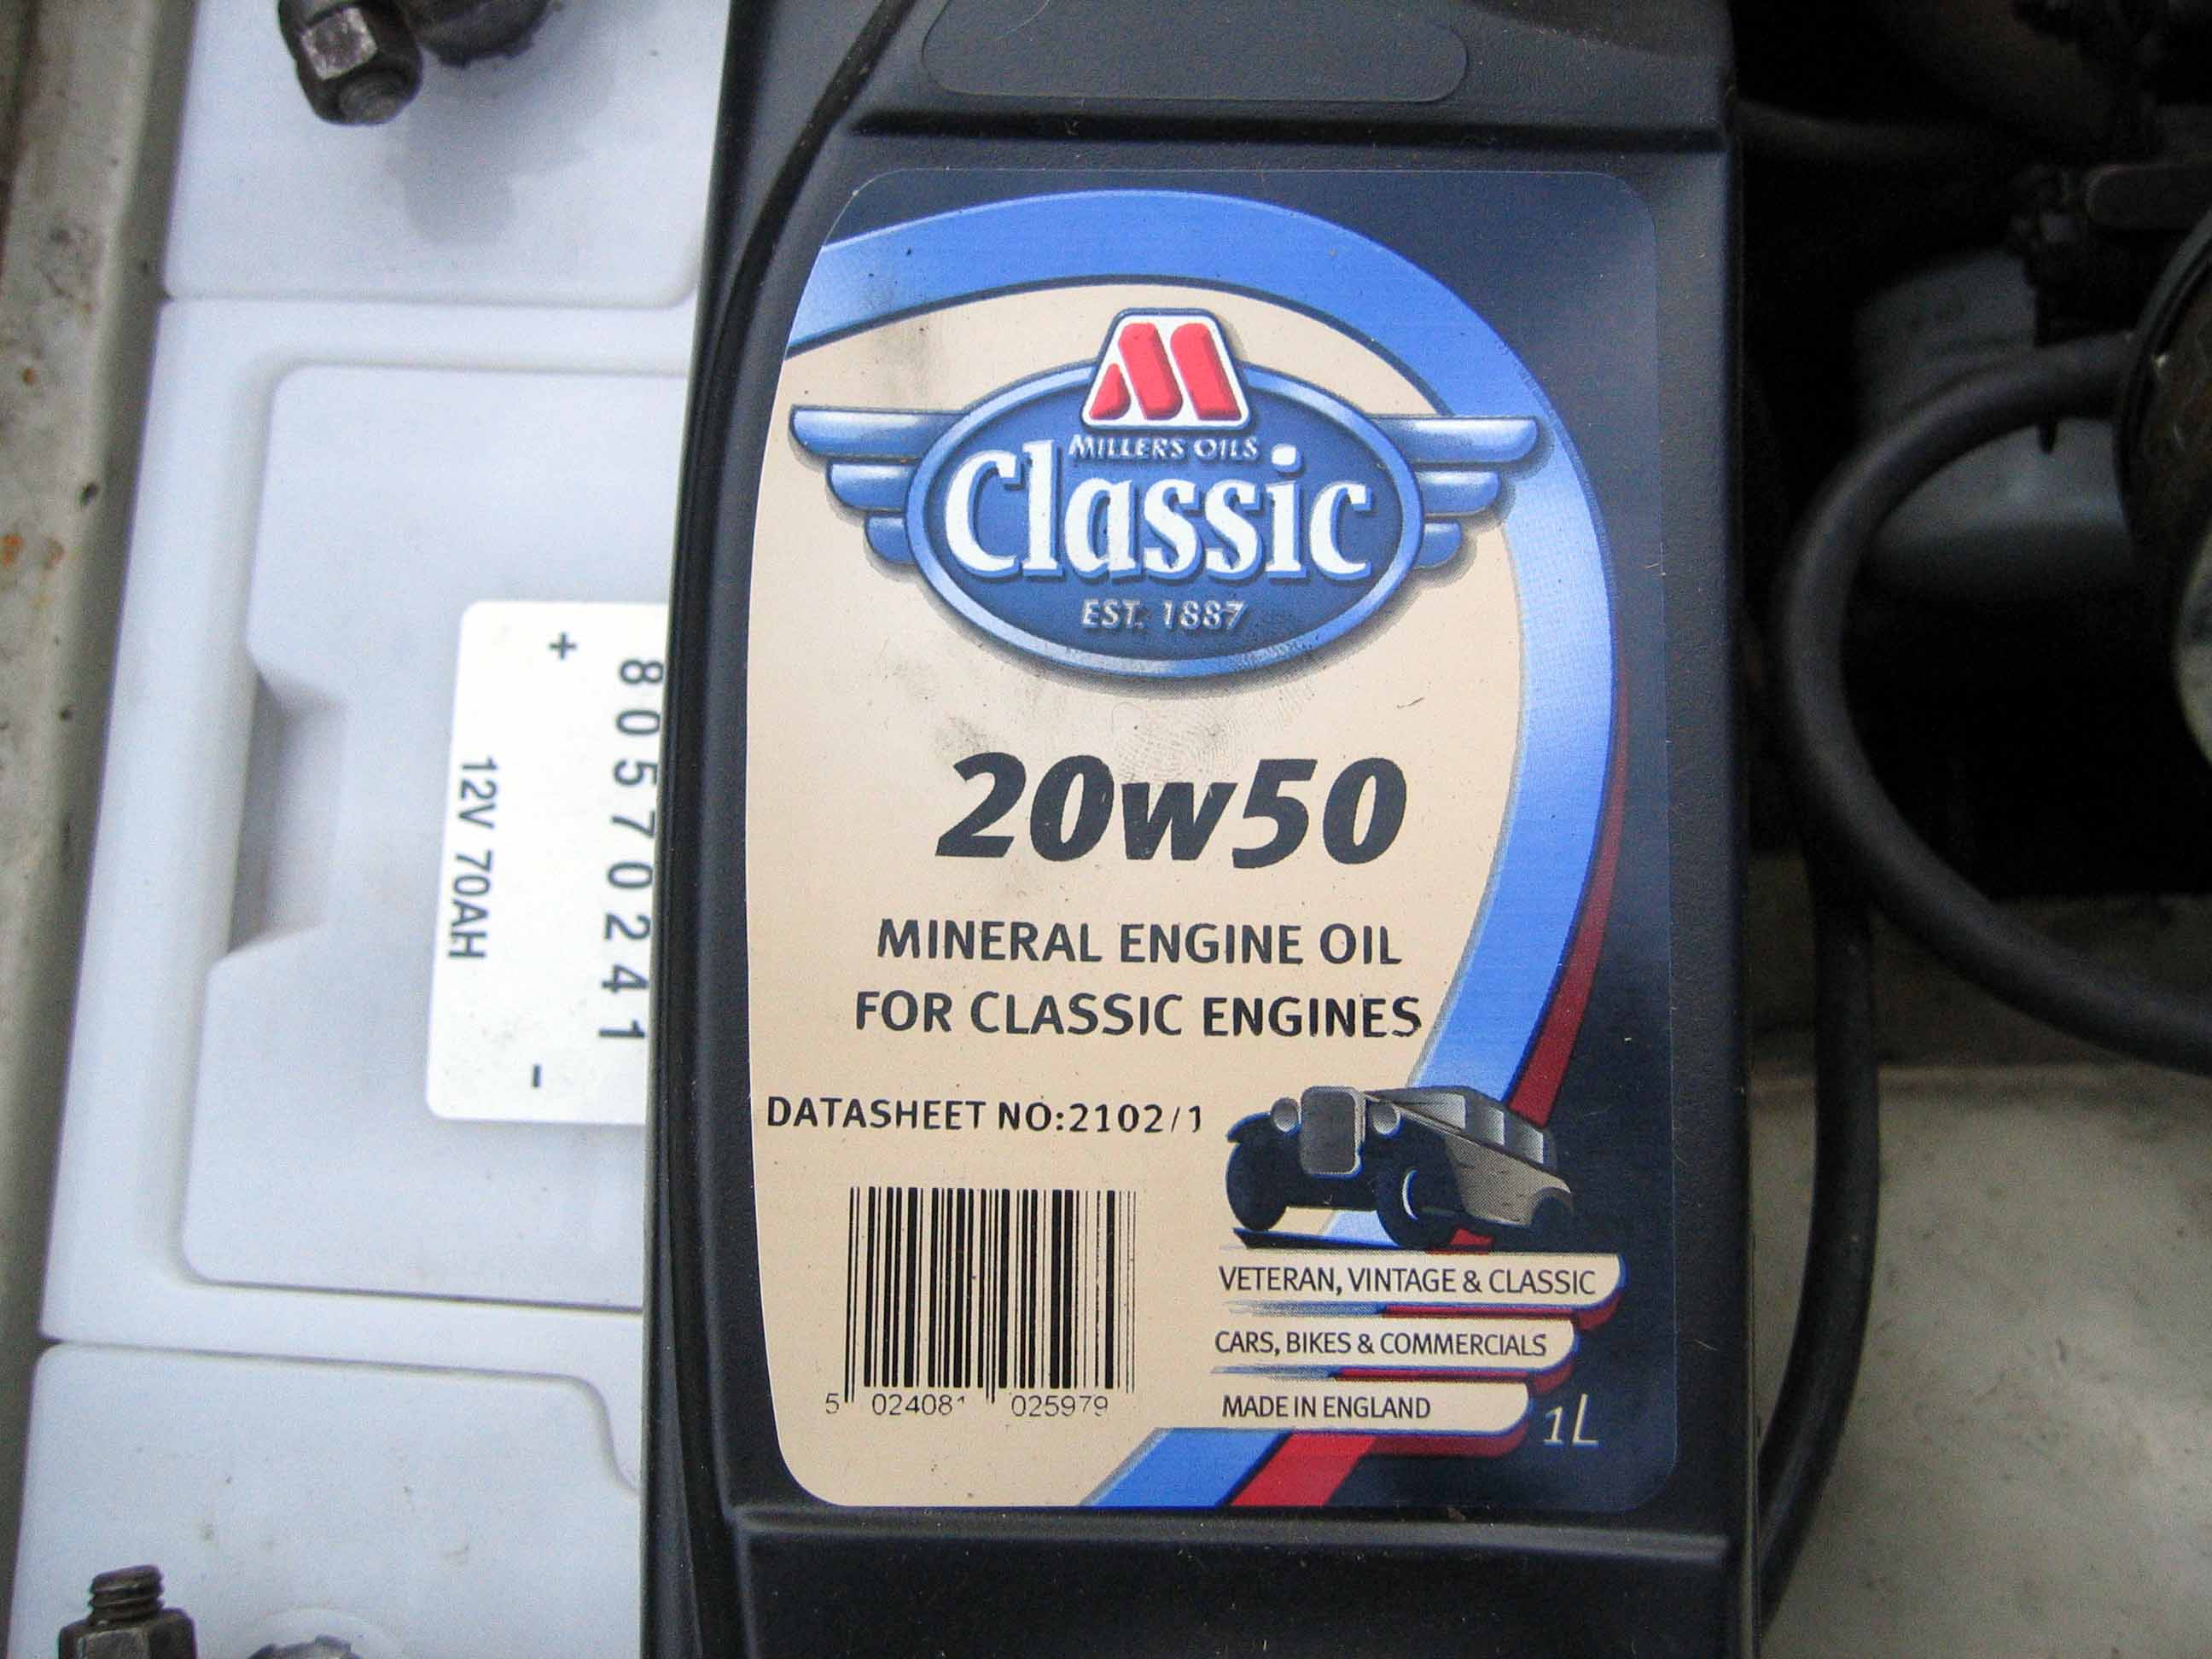 +
80570241
12V 70AH
-
MILLERS OILS
Classic
EST. 1887
20w50
MINERAL ENGINE OIL
FOR CLASSIC ENGINES
DATASHEET NO:2102/1
VETERAN, VINTAGE & CLASSIC
CARS, BIKES & COMMERCIALS
MADE IN ENGLAND
1L
5 024081 025979